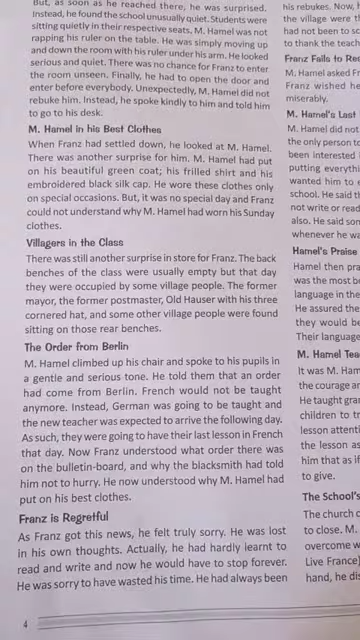 But, as soon as he reached there, he was surprised.
Instead, he found the school unusually quiet. Students were
sitting quietly in their respective seats. M. Hamel was not
rapping his ruler on the table. He was simply moving up
and down the room with his ruler under his arm. He looked
serious and quiet. There was no chance for Franz to enter
the room unseen. Finally, he had to open the door and
enter before everybody. Unexpectedly, M. Hamel did not
rebuke him. Instead, he spoke kindly to him and told him
to go to his desk.
M. Hamel in his Best Clothes
When Franz had settled down, he looked at M. Hamel.
There was another surprise for him. M. Hamel had put
on his beautiful green coat; his frilled shirt and his
embroidered black silk cap. He wore these clothes only
on special occasions. But, it was no special day and Franz
could not understand why M. Hamel had worn his Sunday
clothes.
Villagers in the Class
There was still another surprise in store for Franz. The back
benches of the class were usually empty but that day
they were occupied by some village people. The former
mayor, the former postmaster, Old Hauser with his three
cornered hat, and some other village people were found
sitting on those rear benches.
The Order from Berlin
M. Hamel climbed up his chair and spoke to his pupils in
a gentle and serious tone. He told them that an order
had come from Berlin. French would not be taught
anymore. Instead, German was going to be taught and
the new teacher was expected to arrive the following day.
As such, they were going to have their last lesson in French
that day. Now Franz understood what order there was
on the bulletin-board, and why the blacksmith had told
him not to hurry. He now understood why M. Hamel had
put on his best clothes.
Franz is Regretful
As Franz got this news, he felt truly sorry. He was lost
in his own thoughts. Actually, he had hardly learnt to
read and write and now he would have to stop forever.
He was sorry to have wasted his time. He had always been
4
his rebukes. Now, h
the village were t
had not been to sc
to thank the teach
Franz Fails to Rec
M. Hamel asked Fr
Franz wished he
miserably.
M. Hamel's Last
M. Hamel did not
the only person to
been interested
putting everythi
wanted him to
school. He said th
not write or read
also. He said som
whenever he wa
Hamel's Praise
Hamel then pra
was the most be
language in the
He assured the
they would be
Their language
M. Hamel Tea
It was M. Ham
the courage an
He taught gra
children to tr
lesson attenti
the lesson as
him that as if
to give.
The School's
The church c
to close. M.
overcome w
Live France)
hand, he dis